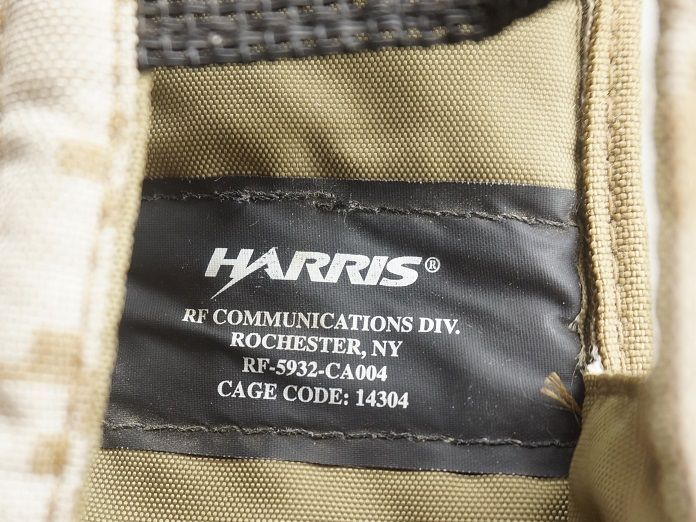 HARRIS®
RF COMMUNICATIONS DIV.
ROCHESTER, NY
RF-5932-CA004
CAGE CODE: 14304